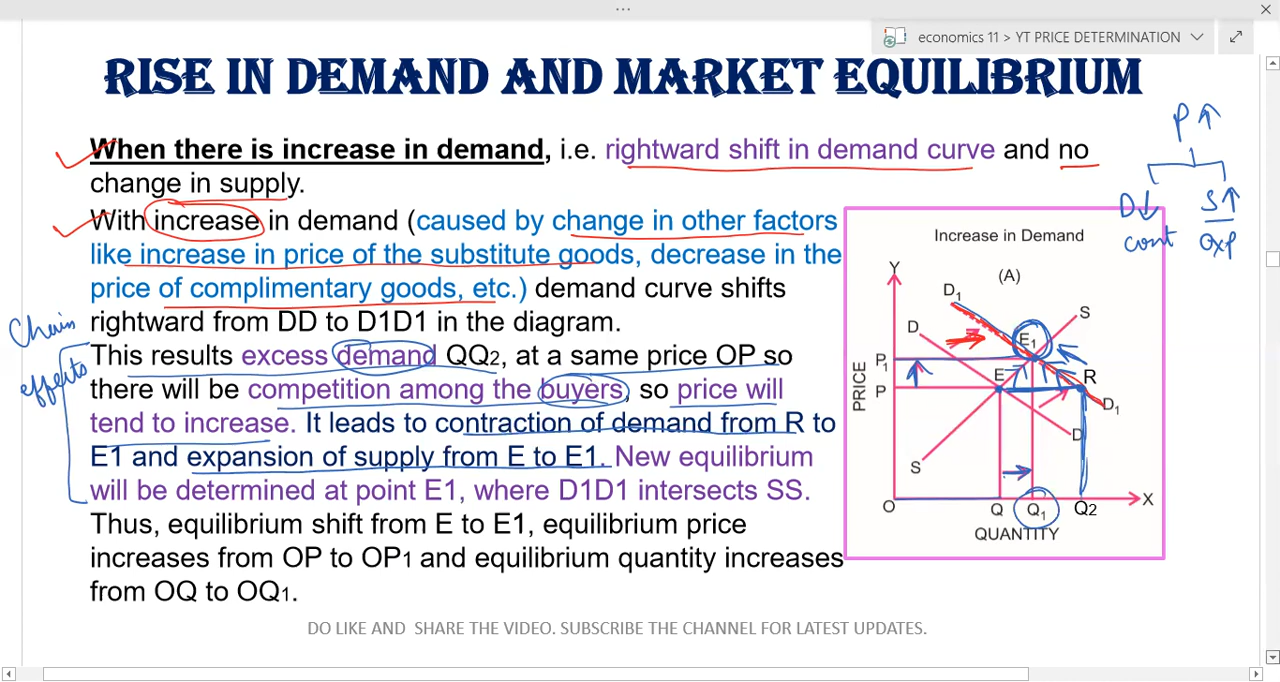 economics 11 > YT PRICE DETERMINATION
RISE IN DEMAND AND MARKET EQUILIBRIUM
When there is increase in demand, i.e. rightward shift in demand curve and no
change in supply.
With increase in demand (caused by change in other factors
like increase in price of the substitute goods, decrease in the
price of complimentary goods, etc.) demand curve shifts
rightward from DD to D1D1 in the diagram.
This results excess demand QQ2, at a same price OP so
there will be competition among the buyers, so price will
tend to increase. It leads to contraction of demand from R to
E1 and expansion of supply from E to E1. New equilibrium
will be determined at point E1, where D1D1 intersects SS.
Thus, equilibrium shift from E to E1, equilibrium price
increases from OP to OP1 and equilibrium quantity increases
from OQ to OQ1.
Chain
effects
P↑
D↓ S↑
cont exp
Increase in Demand
(A)
Y
D1
S
D
E1
P1
E
R
P
PRICE
D1
D
S
O
Q
Q1
Q2
X
QUANTITY
DO LIKE AND SHARE THE VIDEO. SUBSCRIBE THE CHANNEL FOR LATEST UPDATES.